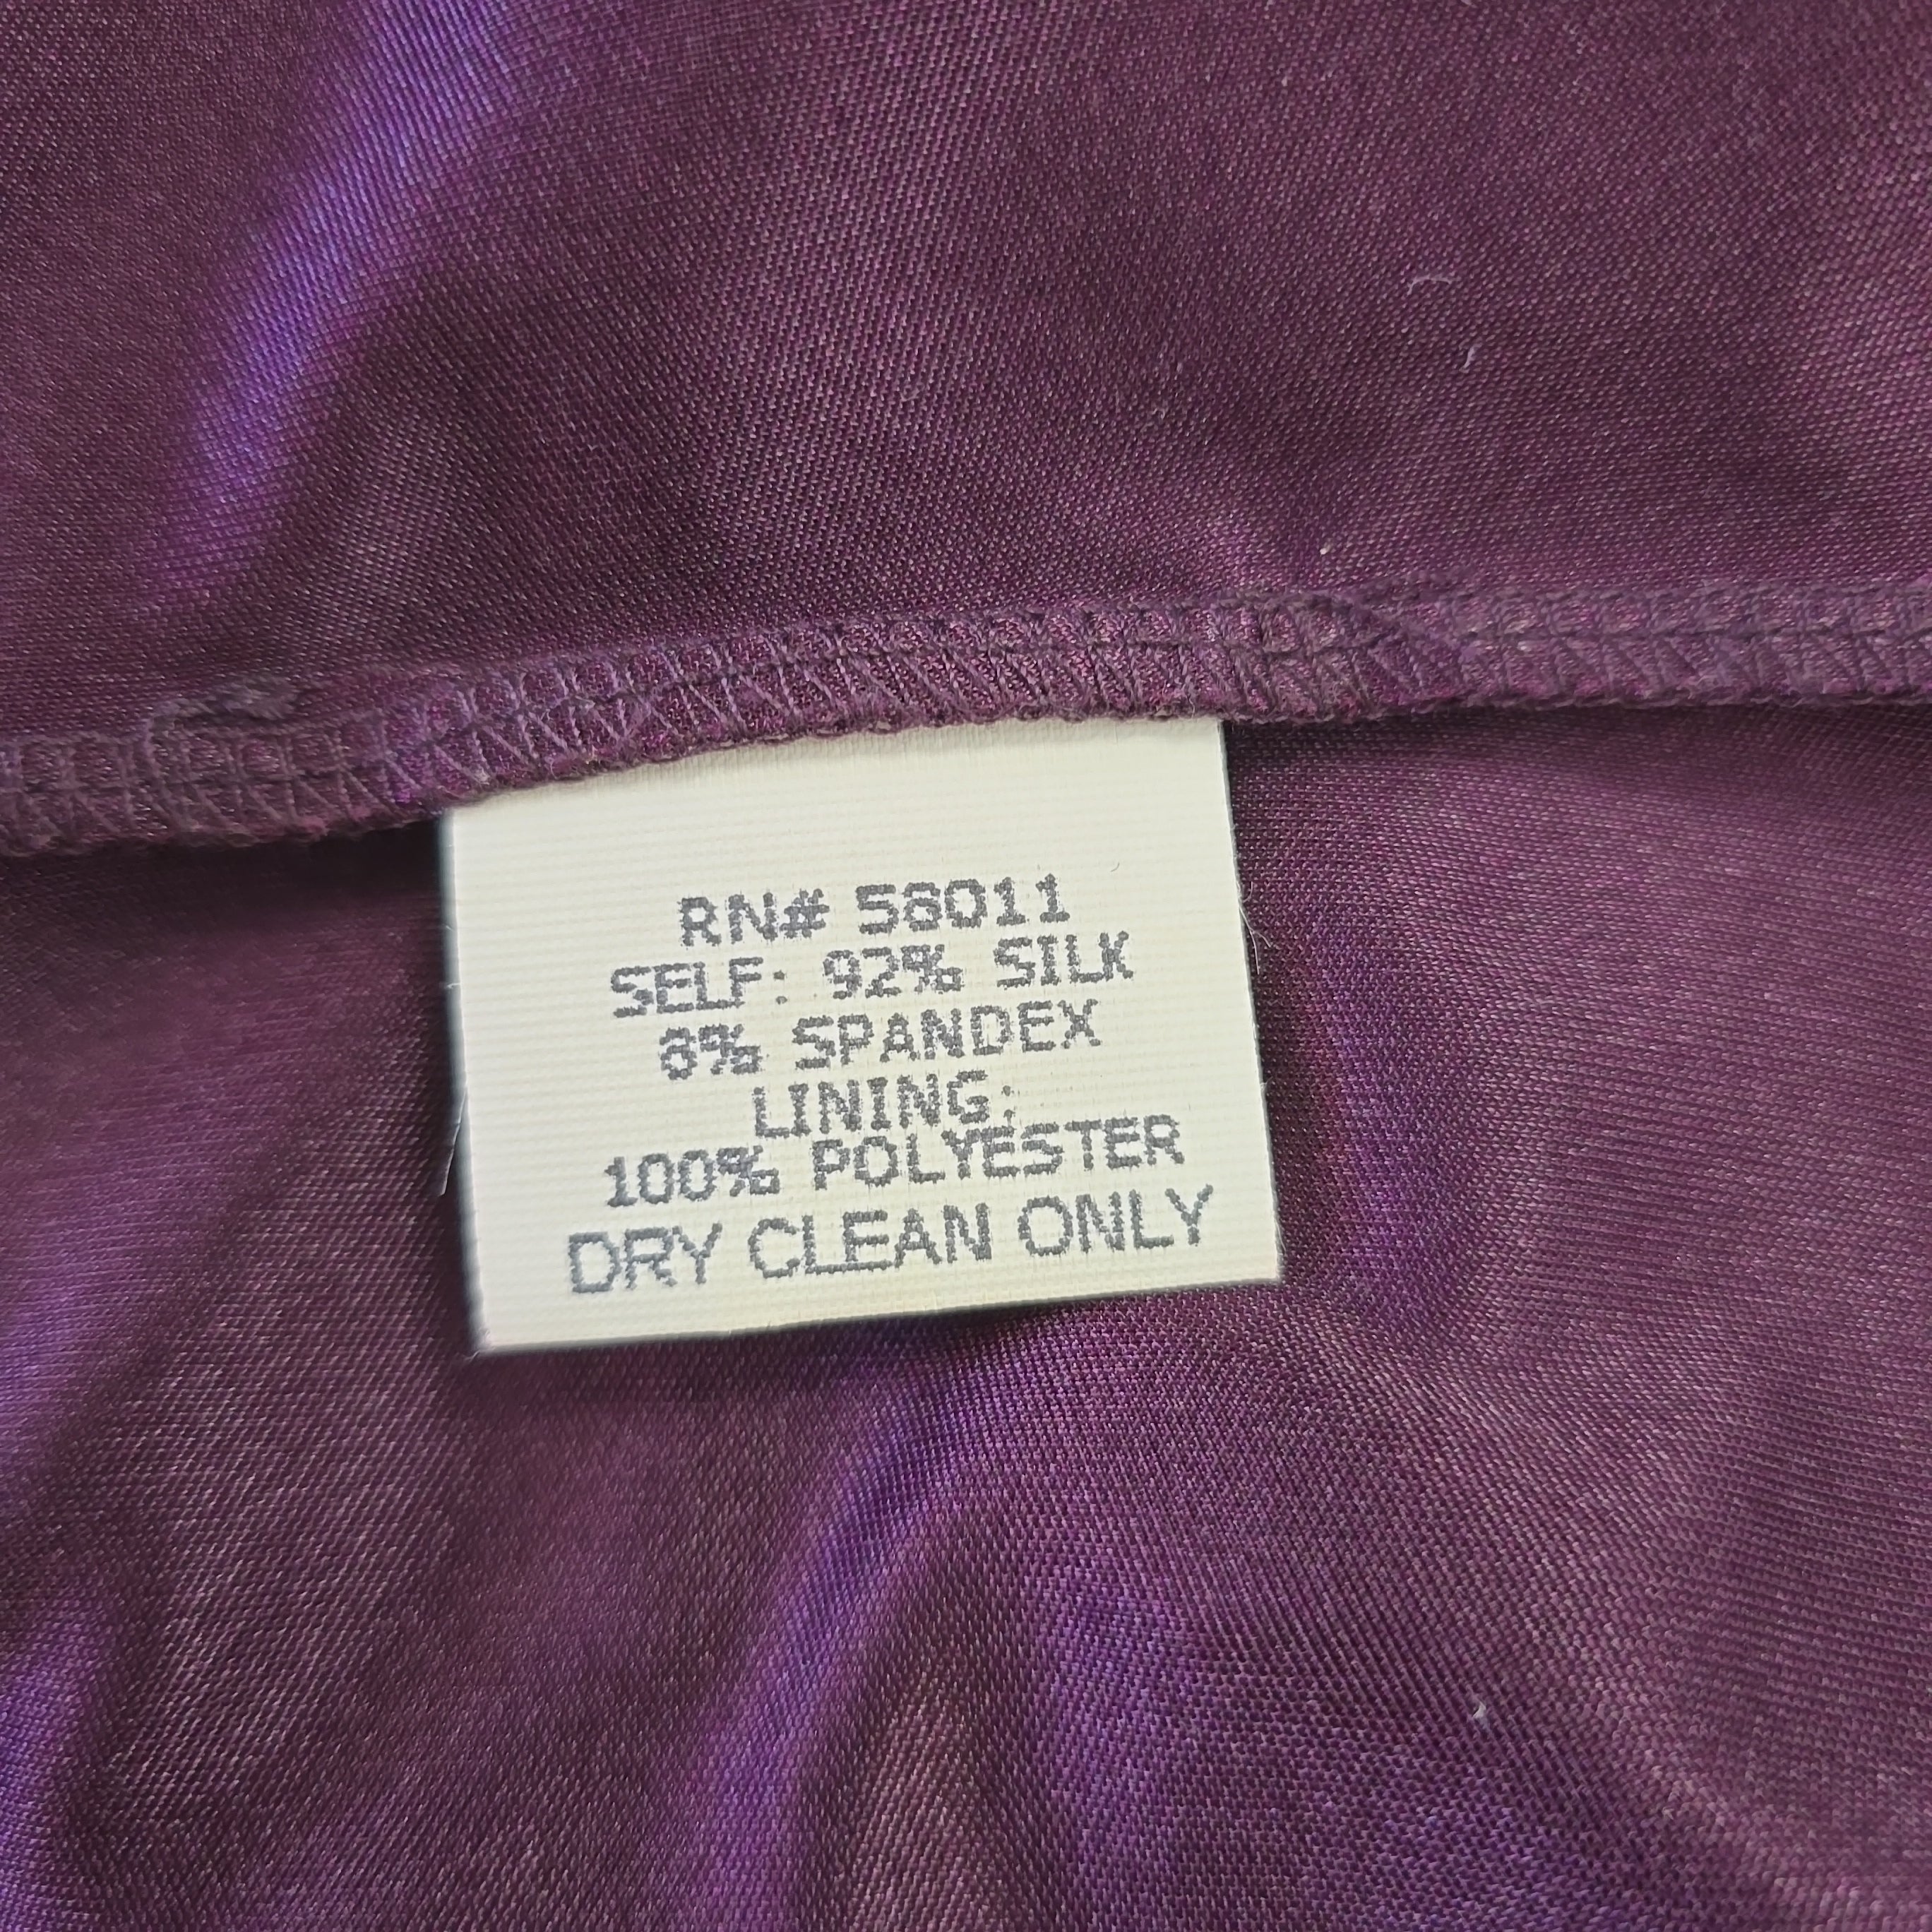 RN# 58011
SELF: 92% SILK
8% SPANDEX
LINING:
100% POLYESTER
DRY CLEAN ONLY